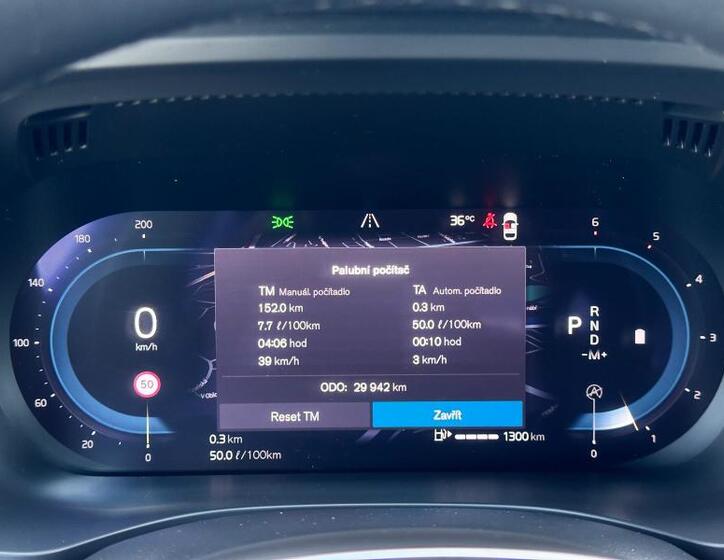 200
36°C
6
180
5
Palubní počítač
140
4
TM Manuál. počítadlo
TA Autom. počítadlo
152.0 km
0.3 km
7.7 ℓ/100km
50.0 ℓ/100km
04:06 hod
00:10 hod
39 km/h
3 km/h
0
km/h
P
R
N
D
-M+
100
3
50
ODO: 29 942 km
60
2
Reset TM
Zavřít
20
1
0.3 km
1300 km
50.0 ℓ/100km
0
0
A